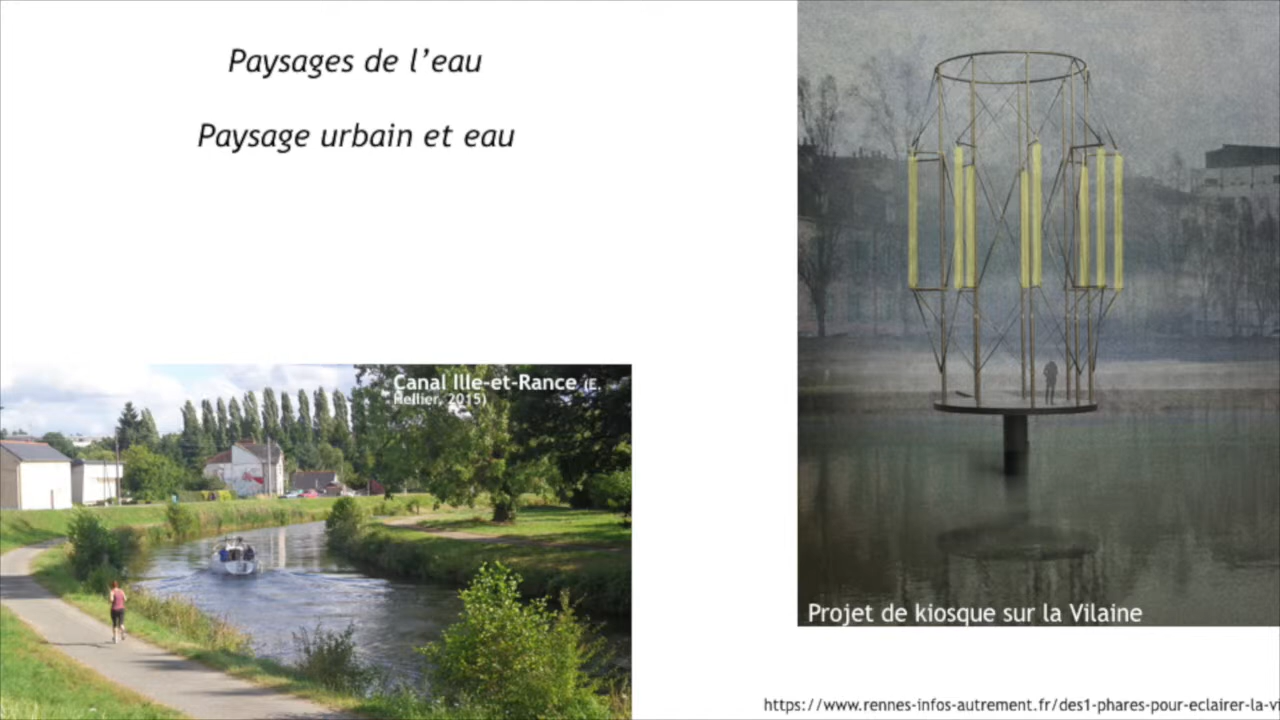 Paysages de l’eau
Paysage urbain et eau
Canal Ille-et-Rance (E.
Hellier, 2015)
Projet de kiosque sur la Vilaine
https://www.rennes-infos-autrement.fr/des1-phares-pour-eclairer-la-vi